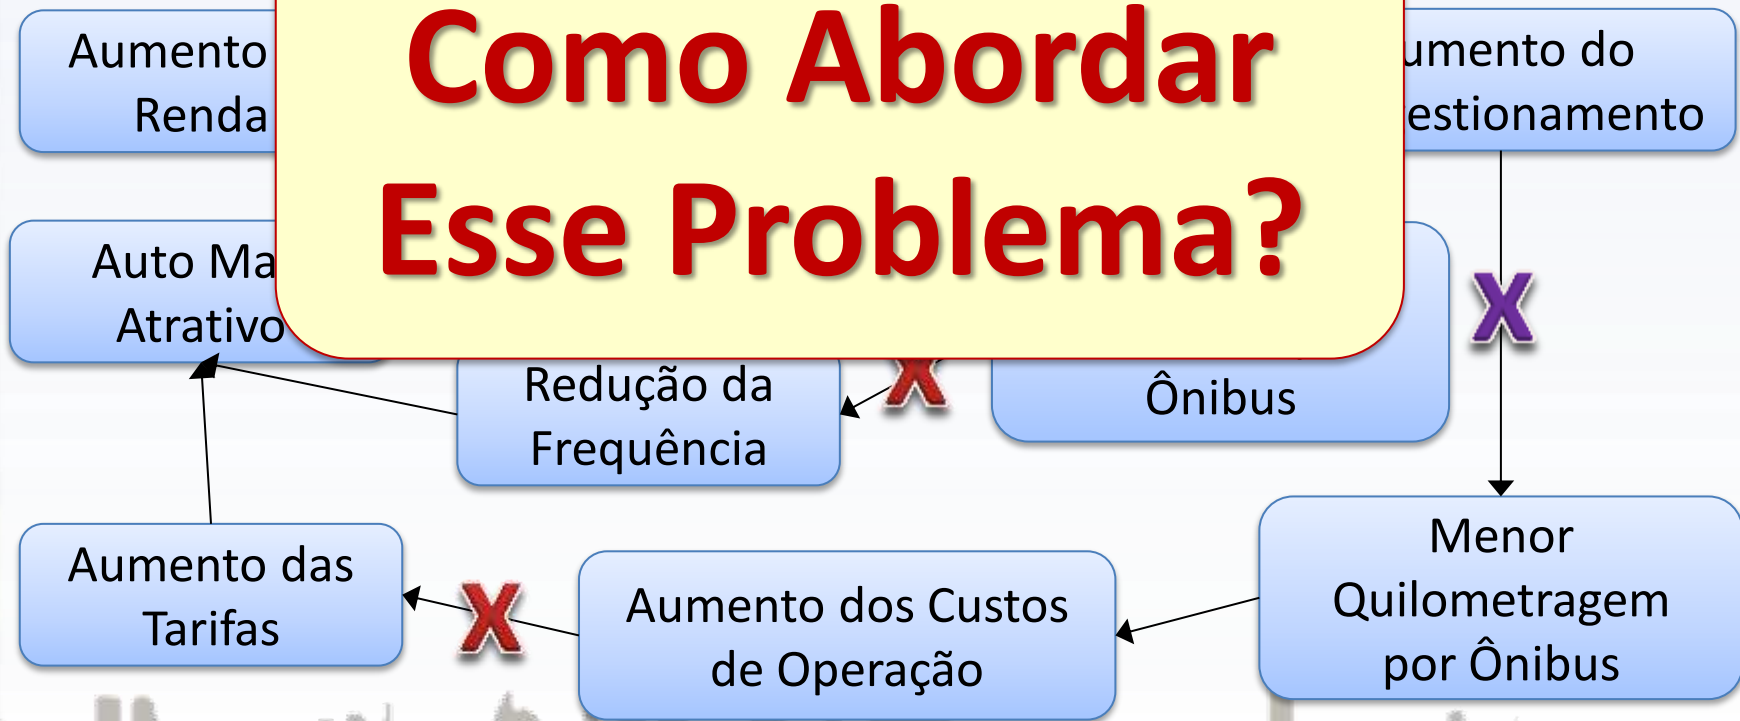 Como Abordar
Esse Problema?
Aumento
Renda
umento do
estionamento
Auto Ma
Atrativo
Redução da
Frequência
X
Ônibus
X
Aumento das
Tarifas
X
Aumento dos Custos
de Operação
Menor
Quilometragem
por Ônibus